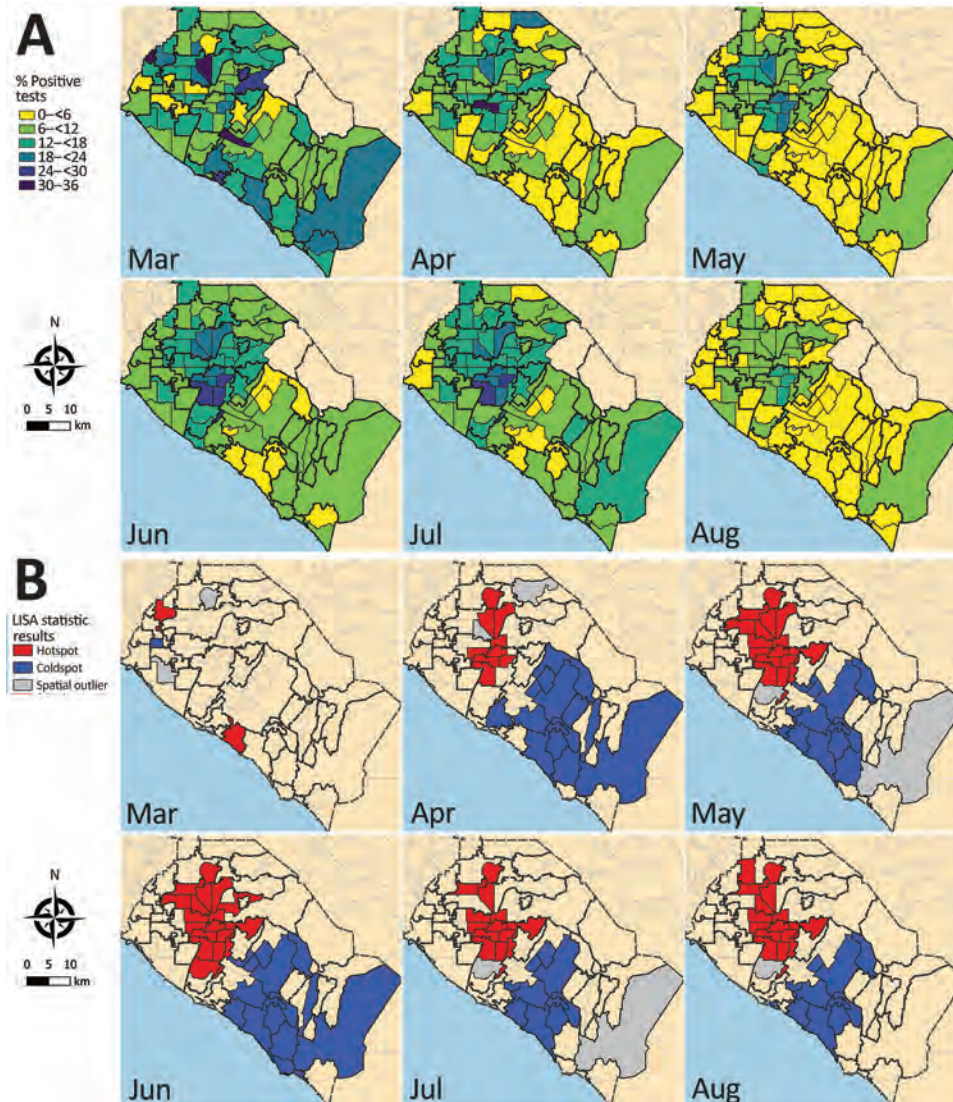 A
% Positive
tests
0–<6
6–<12
12–<18
18–<24
24–<30
30–36
Mar
Apr
May
N
0 5 10
km
Jun
Jul
Aug
B
LISA statistic
results
Hotspot
Coldspot
Spatial outlier
Mar
Apr
May
N
0 5 10
km
Jun
Jul
Aug